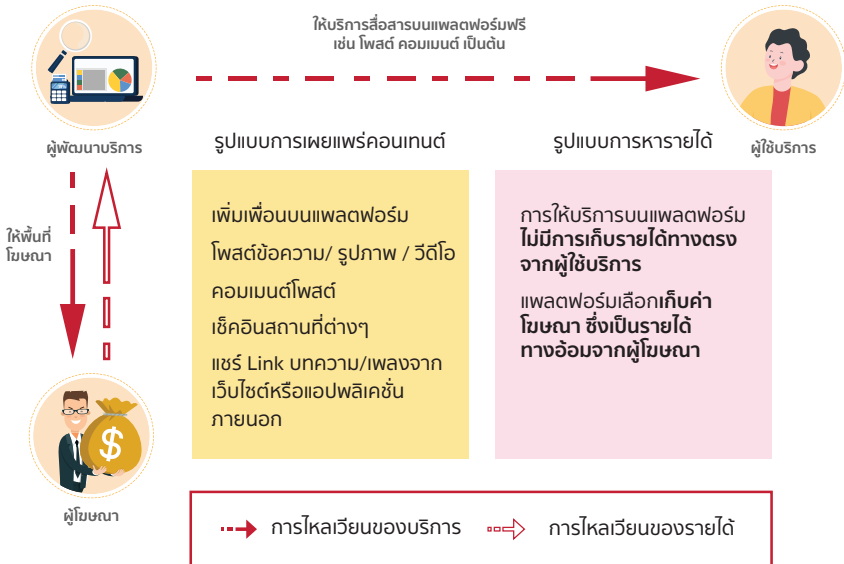 ให้บริการสื่อสารบนแพลตฟอร์มฟรี
เช่น โพสต์ คอมเมนต์ เป็นต้น
ผู้พัฒนาบริการ
ผู้ใช้บริการ
รูปแบบการเผยแพร่คอนเทนต์
รูปแบบการหารายได้
ให้พื้นที่
โฆษณา
เพิ่มเพื่อนบนแพลตฟอร์ม
โพสต์ข้อความ/ รูปภาพ / วีดีโอ
คอมเมนต์โพสต์
เช็คอินสถานที่ต่างๆ
แชร์ Link บทความ/เพลงจาก
เว็บไซต์หรือแอปพลิเคชั่น
ภายนอก
การให้บริการบนแพลตฟอร์ม
ไม่มีการเก็บรายได้ทางตรง
จากผู้ใช้บริการ
แพลตฟอร์มเลือกเก็บค่า
โฆษณา ซึ่งเป็นรายได้
ทางอ้อมจากผู้โฆษณา
$
ผู้โฆษณา
การไหลเวียนของบริการ
การไหลเวียนของรายได้